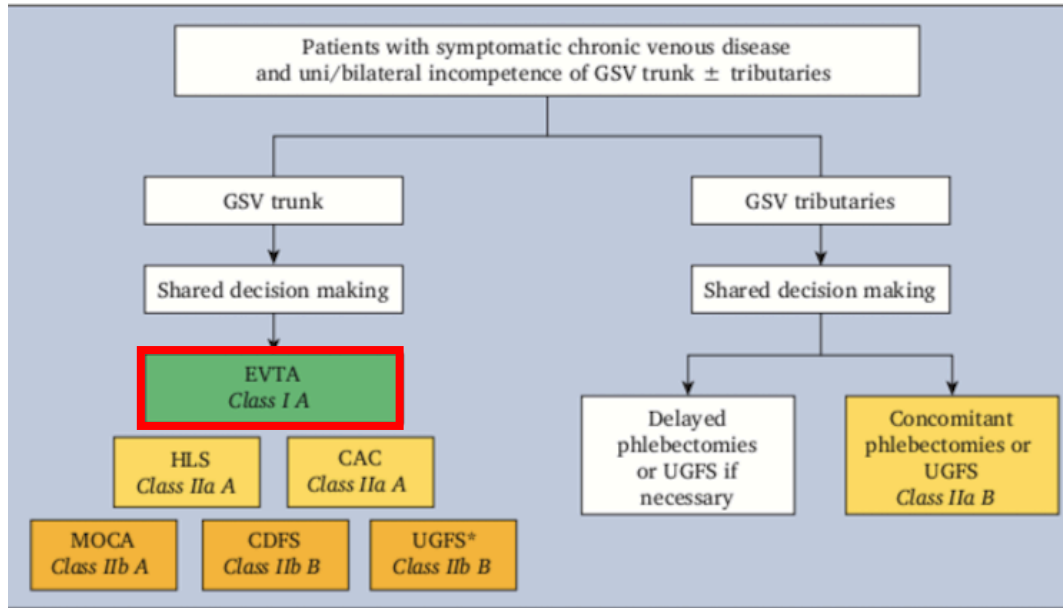 Patients with symptomatic chronic venous disease
and uni/bilateral incompetence of GSV trunk ± tributaries
GSV trunk
GSV tributaries
Shared decision making
Shared decision making
EVTA
Class I A
HLS
Class IIa A
CAC
Class IIa A
MOCA
Class IIb A
CDFS
Class IIb B
UGFS*
Class IIb B
Delayed
phlebectomies
or UGFS if
necessary
Concomitant
phlebectomies or
UGFS
Class IIa B